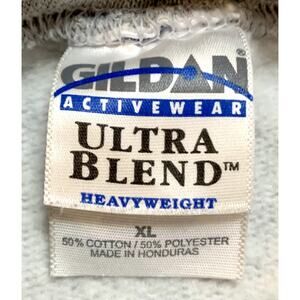 GILDAN
ACTIVEWEAR
ULTRA
BLEND™
HEAVYWEIGHT
XL
50% COTTON / 50% POLYESTER
MADE IN HONDURAS